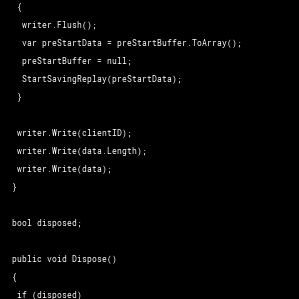 {
writer.Flush();
var preStartData = preStartBuffer.ToArray();
preStartBuffer = null;
StartSavingReplay(preStartData);
}
writer.Write(clientID);
writer.Write(data.Length);
writer.Write(data);
}
bool disposed;
public void Dispose()
{
if (disposed)